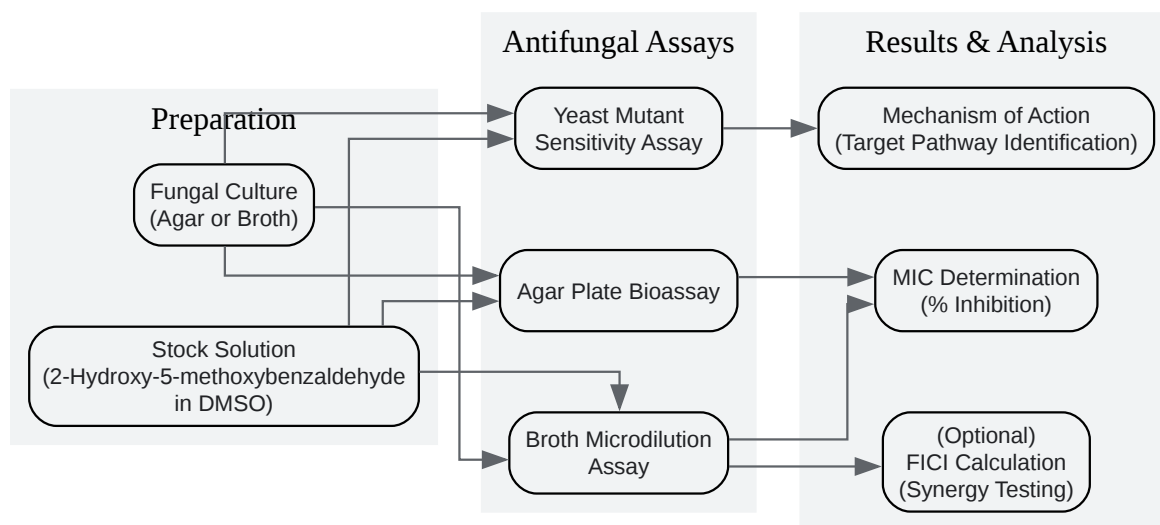 Preparation
Fungal Culture
(Agar or Broth)
Stock Solution
(2-Hydroxy-5-methoxybenzaldehyde
in DMSO)
Antifungal Assays
Yeast Mutant
Sensitivity Assay
Agar Plate Bioassay
Broth Microdilution
Assay
Results & Analysis
Mechanism of Action
(Target Pathway Identification)
MIC Determination
(% Inhibition)
(Optional)
FICI Calculation
(Synergy Testing)